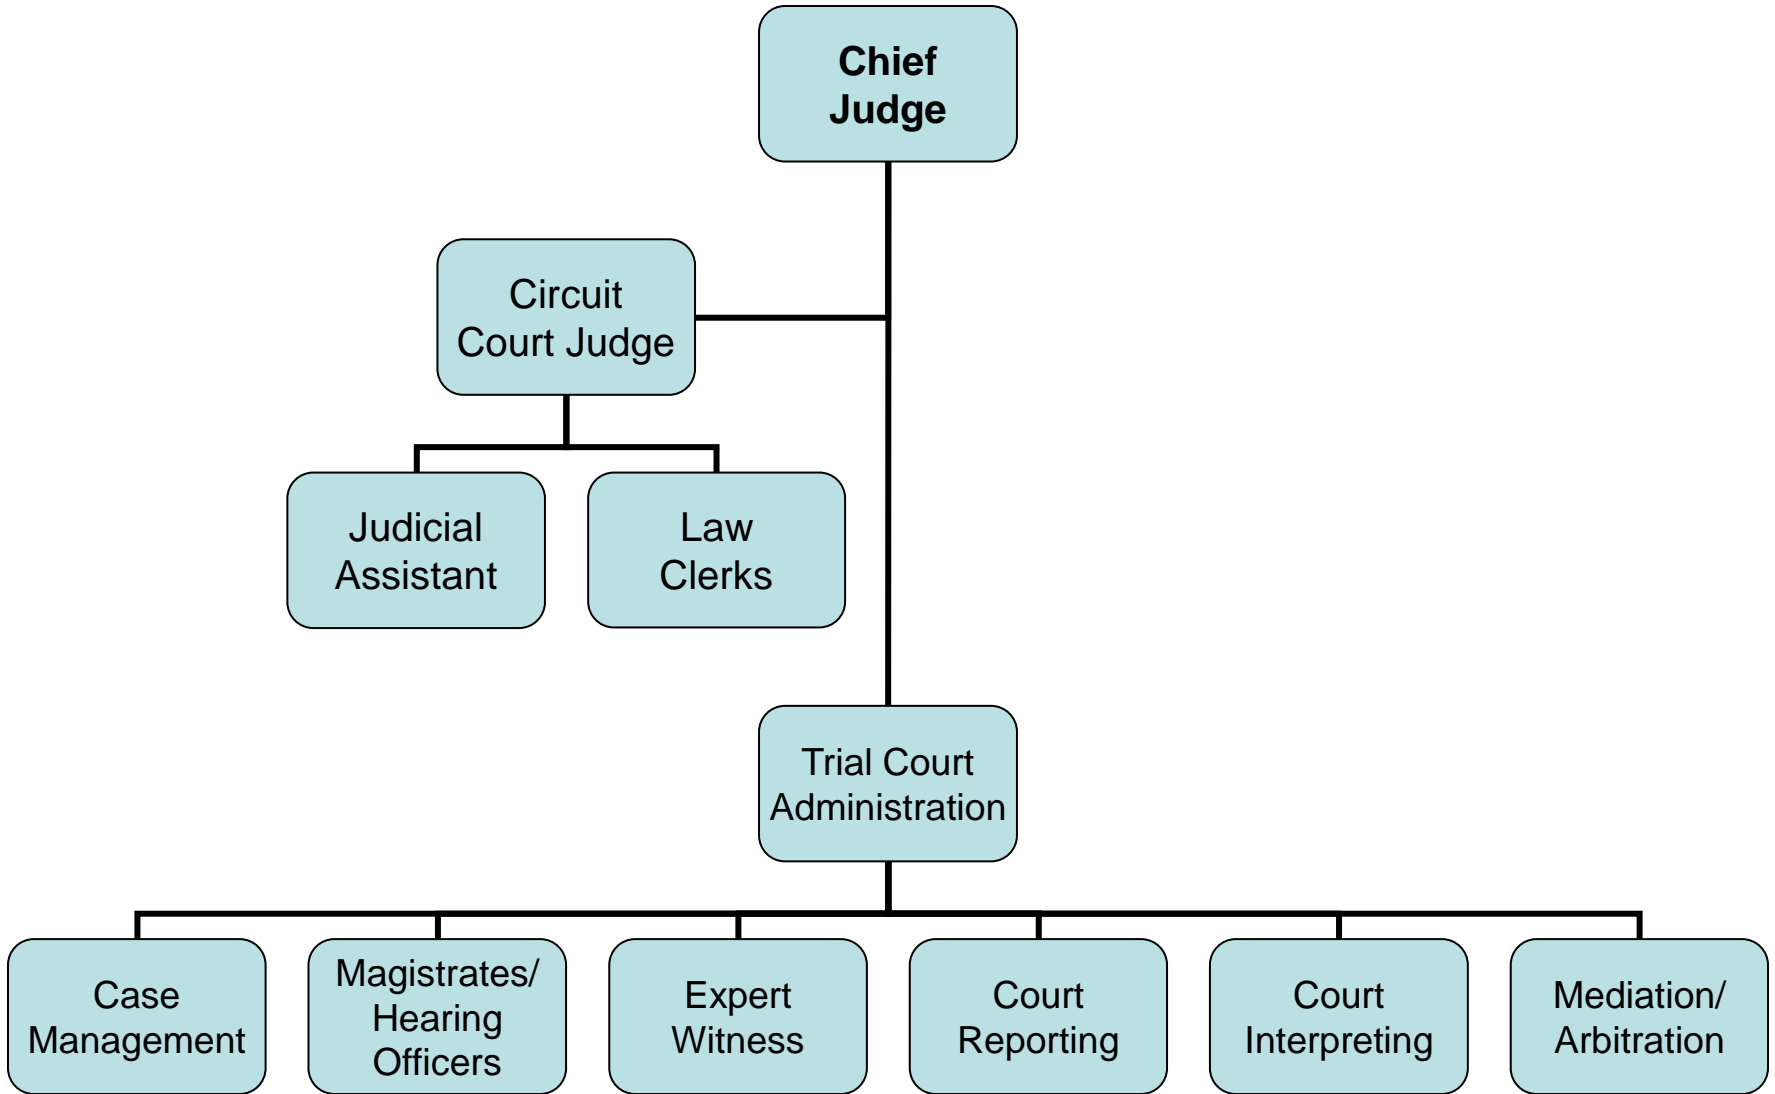 Chief
Judge
Circuit
Court Judge
Judicial
Assistant
Law
Clerks
Trial Court
Administration
Case
Management
Magistrates/
Hearing
Officers
Expert
Witness
Court
Reporting
Court
Interpreting
Mediation/
Arbitration